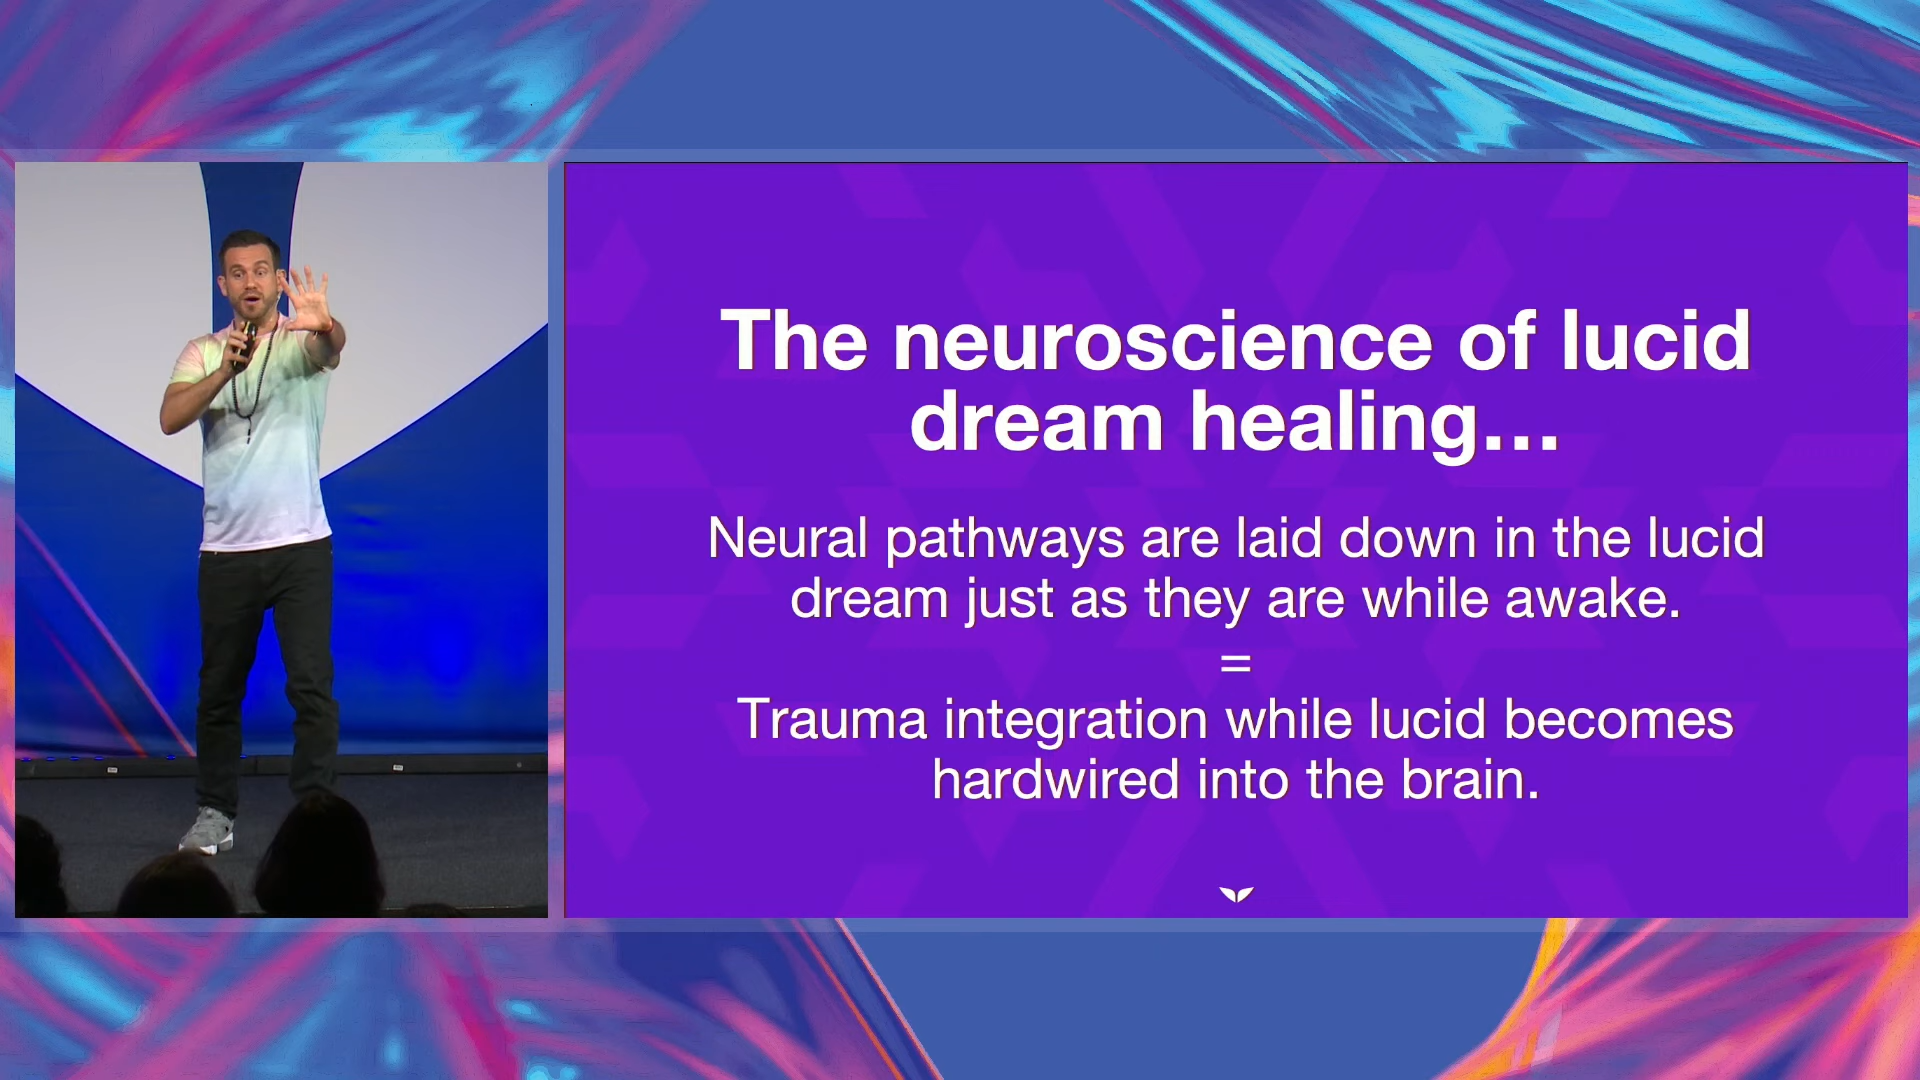 The neuroscience of lucid
dream healing...
Neural pathways are laid down in the lucid
dream just as they are while awake.
=
Trauma integration while lucid becomes
hardwired into the brain.